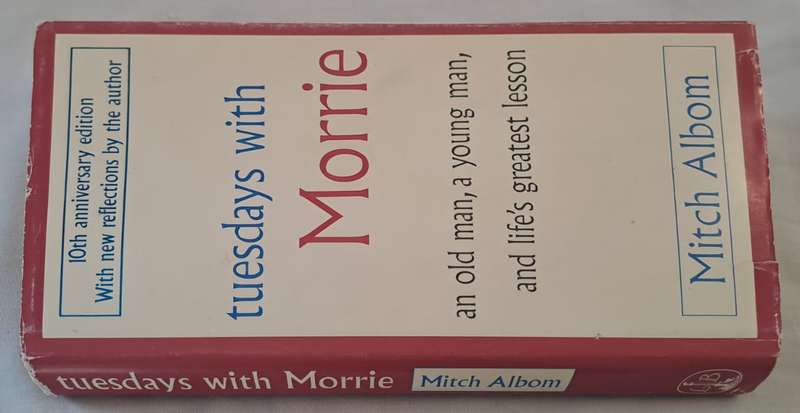 10th anniversary edition
With new reflections by the author
tuesdays with
Morrie
an old man, a young man,
and life's greatest lesson
Mitch Albom
tuesdays with Morrie
Mitch Albom